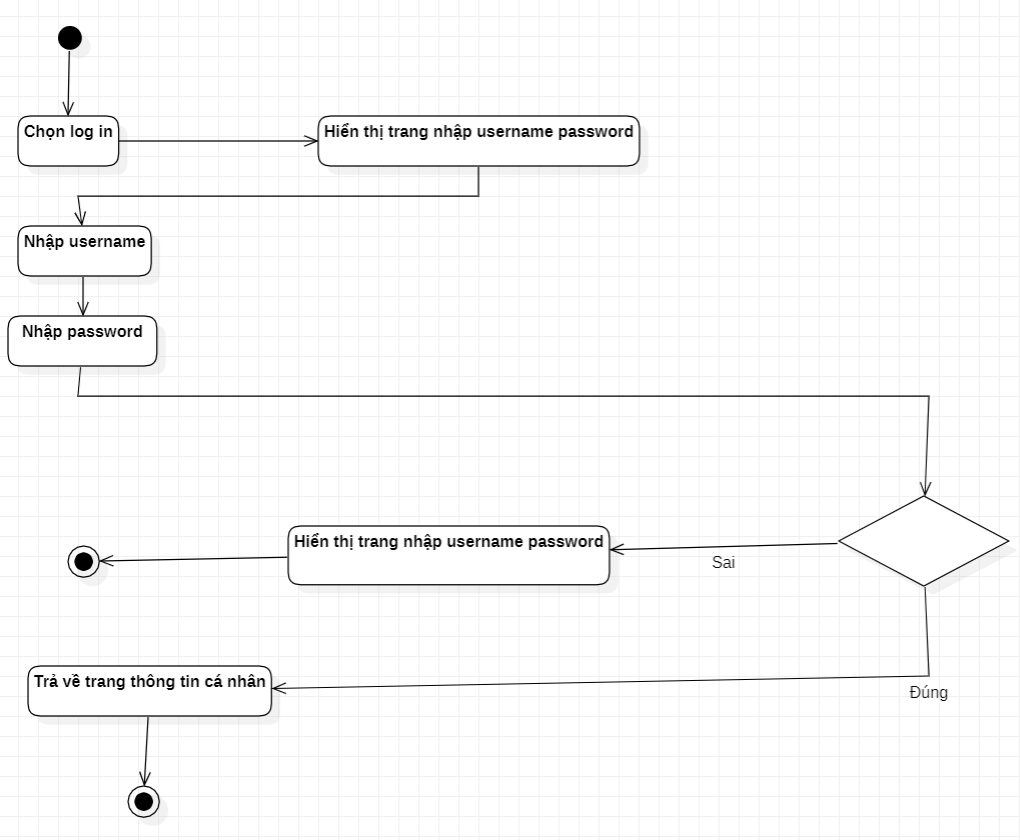 Chọn log in
Hiển thị trang nhập username password
Nhập username
Nhập password
Hiển thị trang nhập username password
Sai
Trả về trang thông tin cá nhân
Đúng